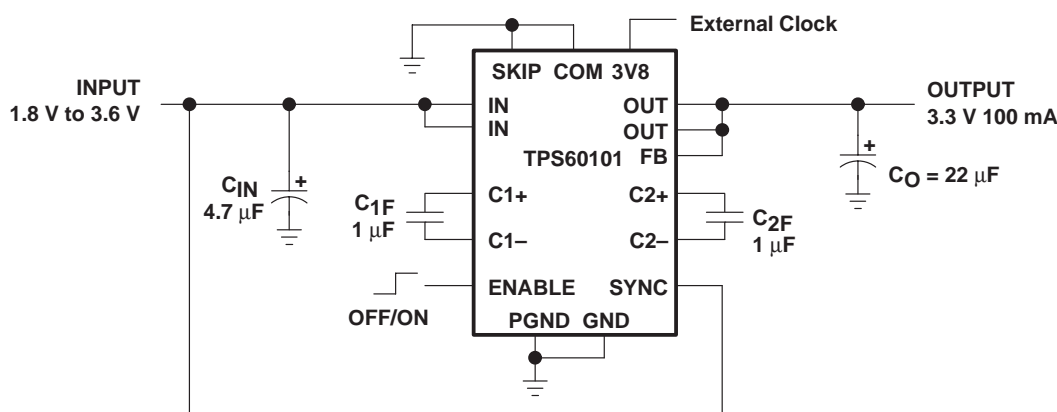 External Clock
SKIP COM 3V8
INPUT
1.8 V to 3.6 V
IN
IN
OUT
OUT
FB
TPS60101
OUTPUT
3.3 V 100 mA
CIN
4.7 μF
+
C1F
1 μF
C1+
C1–
C2+
C2–
C2F
1 μF
+
CO = 22 μF
OFF/ON
ENABLE
SYNC
PGND GND